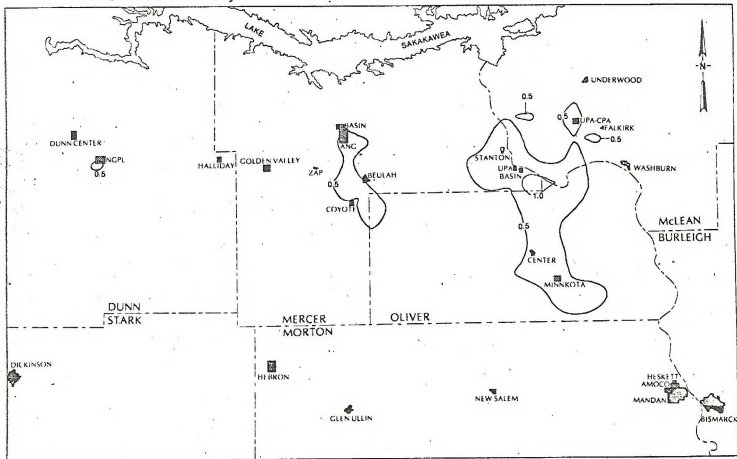 LAKE
SAKAKAWEA
N
UNDERWOOD
0.5
0.5
UPA-CPA
FALKIRK
0.5
BASIN
ANG
DUNN CENTER
NGPL
0.5
HALLIDAY
GOLDEN VALLEY
ZAP
0.5
BEULAH
COYOTE
STANTON
UPA
BASIN
1.0
WASHBURN
0.5
McLEAN
BURLEIGH
CENTER
MINNKOTA
DUNN
STARK
MERCER
MORTON
OLIVER
DICKINSON
HEBRON
GLEN ULLIN
NEW SALEM
HESKETT
AMOCO
MANDAN
BISMARCK